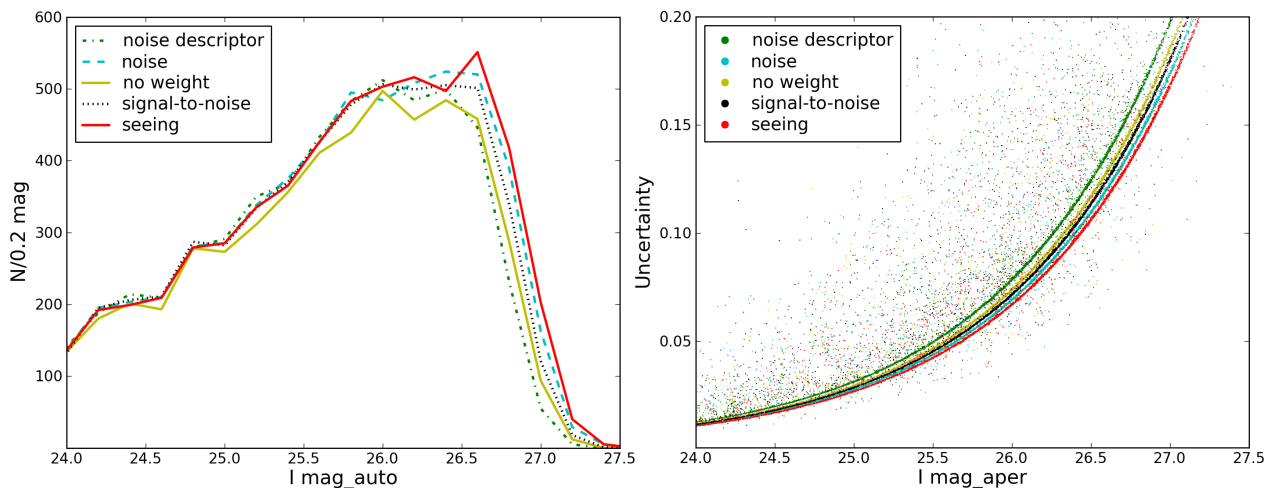 600
500
400
300
200
100
N/0.2 mag
noise descriptor
noise
no weight
signal-to-noise
seeing
24.0 24.5 25.0 25.5 26.0 26.5 27.0 27.5
I mag_auto
0.20
0.15
0.10
0.05
Uncertainty
noise descriptor
noise
no weight
signal-to-noise
seeing
24.0 24.5 25.0 25.5 26.0 26.5 27.0 27.5
I mag_aper